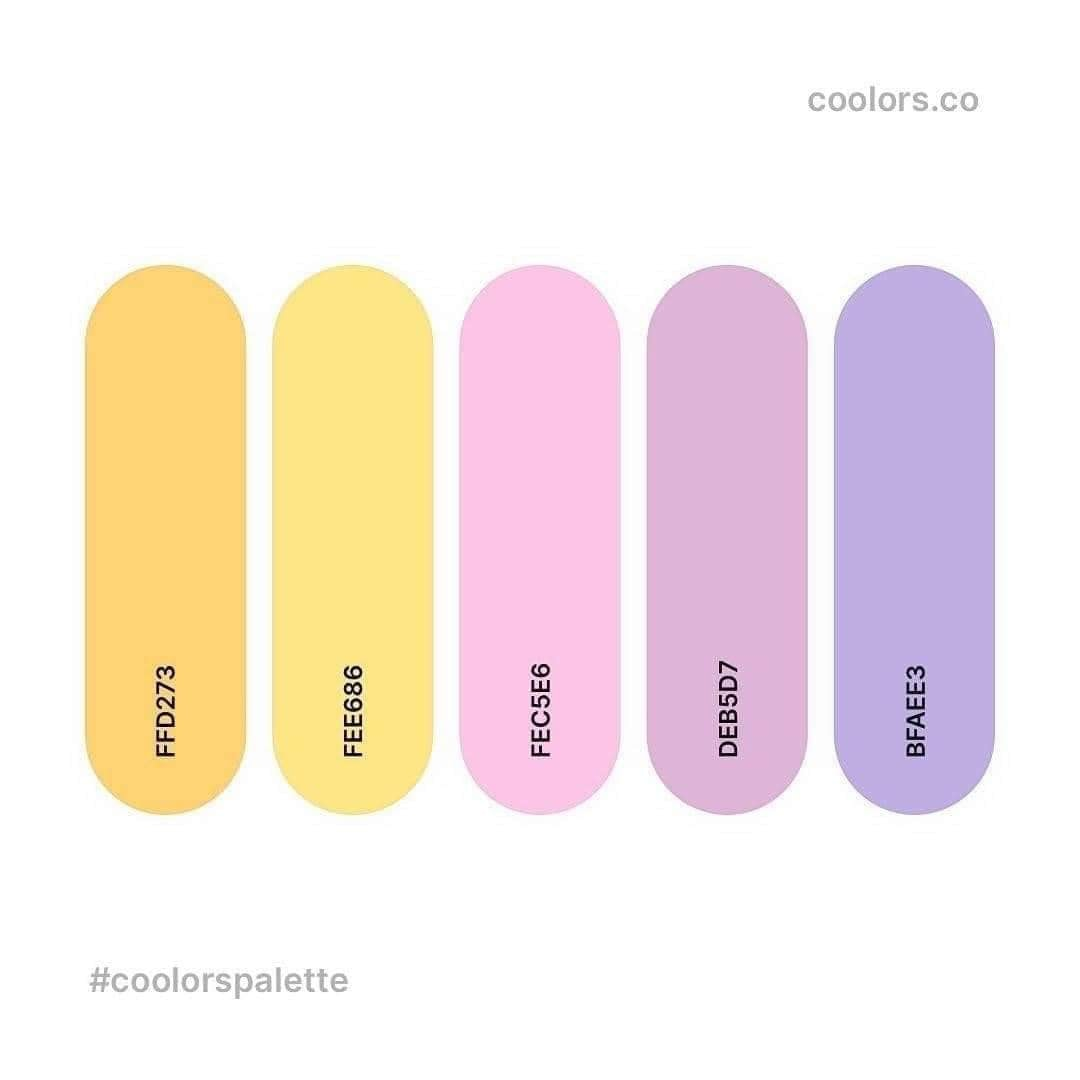 coolors.co
FFD273
FEE686
FEC5E6
DEB5D7
BFAEE3
#coolorspalette